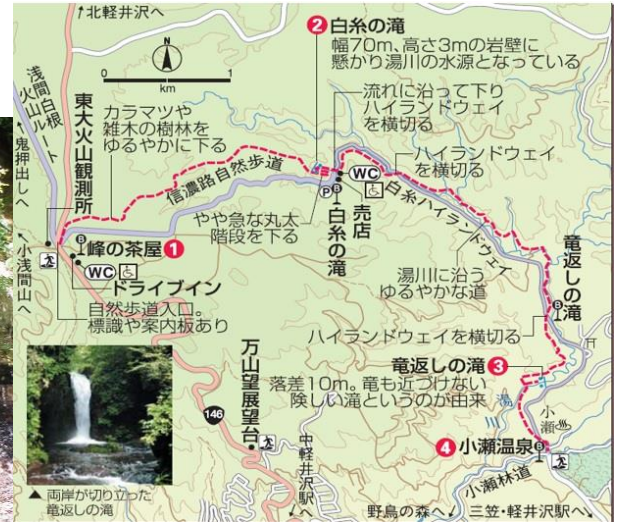 ↑北軽井沢へ
N
0 1
km
❷白糸の滝
幅70m、高さ3mの岩壁に
懸かり湯川の水源となっている
浅間白根
火山ルート
↖鬼押出しへ
東大火山観測所
カラマツや
雑木の樹林を
ゆるやかに下る
流れに沿って下り
ハイランドウェイ
を横切る
ハイランドウェイ
を横切る
信濃路自然歩道
WC
P
B
売店
白糸の滝
白糸ハイランドウェイ
やや急な丸太
階段を下る
↖小浅間山へ
B
峰の茶屋❶
WC
ドライブイン
自然歩道入口。
標識や案内板あり
湯川に沿う
ゆるやかな道
竜返しの滝
B
ハイランドウェイを横切る
竜返しの滝❸
落差10m。竜も近づけない
険しい滝というのが由来
万山望展望台
146
中軽井沢駅へ
湯川
小瀬
❹小瀬温泉
B
小瀬林道
野鳥の森へ
三笠・軽井沢駅へ
▲両岸が切り立った
竜返しの滝